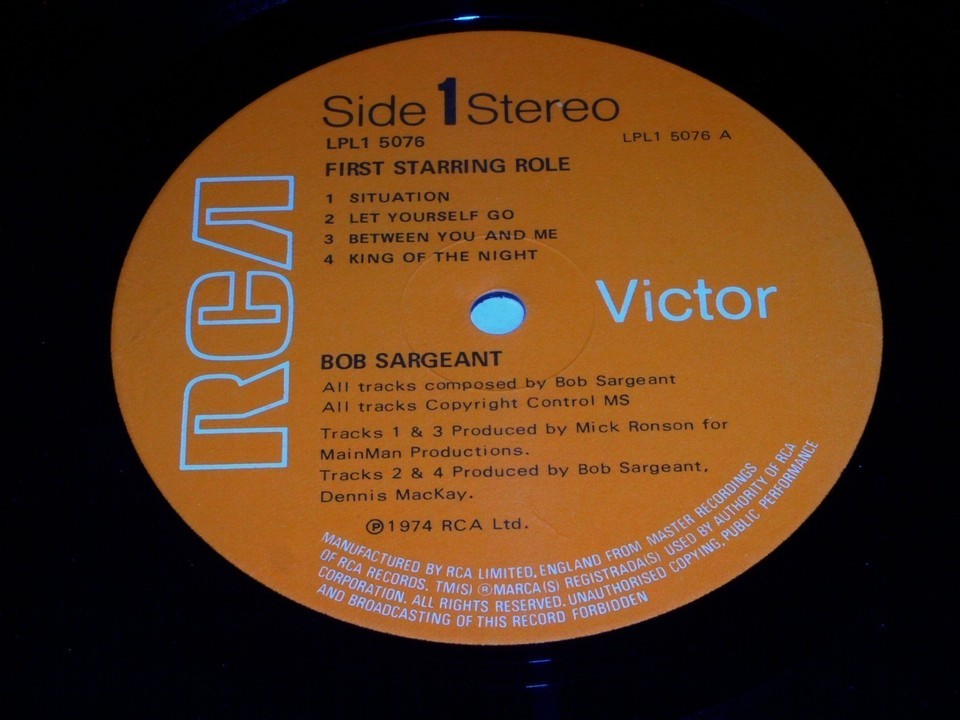 Side 1 Stereo
LPL1 5076
LPL1 5076 A
FIRST STARRING ROLE
1 SITUATION
2 LET YOURSELF GO
3 BETWEEN YOU AND ME
4 KING OF THE NIGHT
RCA
Victor
BOB SARGEANT
All tracks composed by Bob Sargeant
All tracks Copyright Control MS
Tracks 1 & 3 Produced by Mick Ronson for
MainMan Productions.
Tracks 2 & 4 Produced by Bob Sargeant,
Dennis MacKay.
Ⓟ1974 RCA Ltd.
MANUFACTURED BY RCA LIMITED, ENGLAND FROM MASTER RECORDINGS
OF RCA RECORDS. TM(S) ®MARCA(S) REGISTRADA(S) USED BY AUTHORITY OF RCA
CORPORATION. ALL RIGHTS RESERVED. UNAUTHORISED COPYING, PUBLIC PERFORMANCE
AND BROADCASTING OF THIS RECORD FORBIDDEN